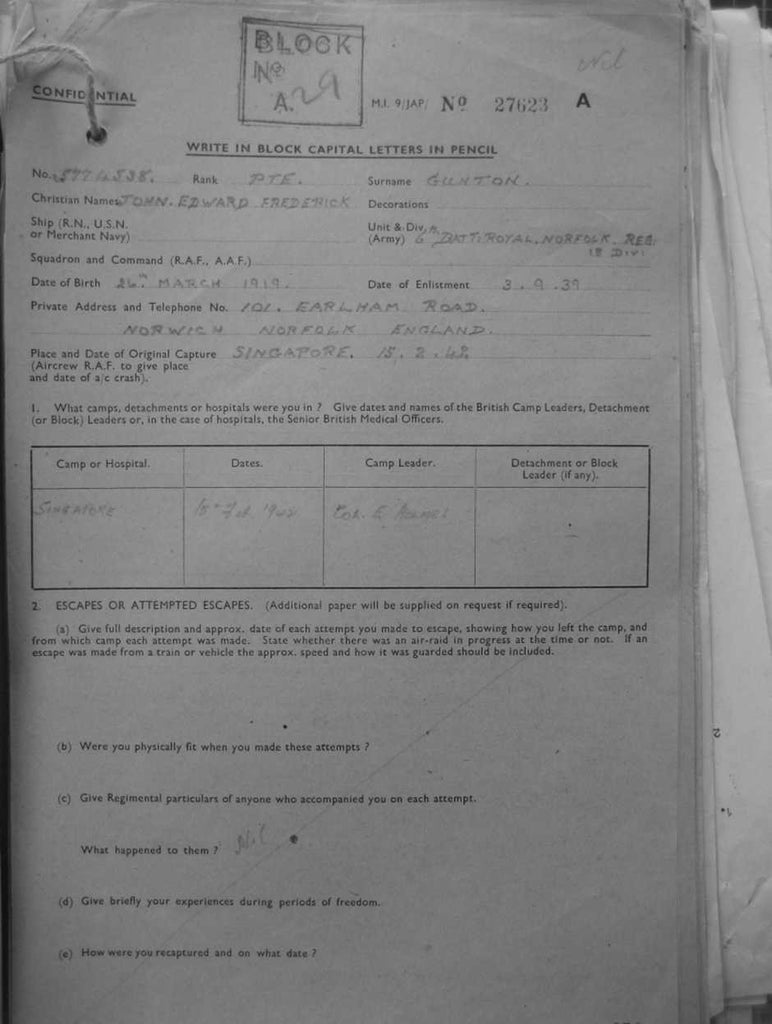 BLOCK
Nº
A. 29
Nil
CONFIDENTIAL
M.I. 9/JAP/ Nº 27623 A
WRITE IN BLOCK CAPITAL LETTERS IN PENCIL
No. 5774538. Rank PTE. Surname GUNTON.
Christian Names JOHN. EDWARD FREDERICK Decorations
Ship (R.N., U.S.N. or Merchant Navy) Unit & Div. (Army) 6 BATT. ROYAL. NORFOLK. REG. 18 DIV.
Squadron and Command (R.A.F., A.A.F.)
Date of Birth 26TH MARCH 1919. Date of Enlistment 3.9.39
Private Address and Telephone No. 101. EARLHAM ROAD.
NORWICH NORFOLK ENGLAND.
Place and Date of Original Capture SINGAPORE. 15.2.42
(Aircrew R.A.F. to give place
and date of a/c crash).
1. What camps, detachments or hospitals were you in ? Give dates and names of the British Camp Leaders, Detachment
(or Block) Leaders or, in the case of hospitals, the Senior British Medical Officers.
Camp or Hospital. Dates. Camp Leader. Detachment or Block
Leader (if any).
SINGAPORE 15 Feb 1942 COL. E HOLMES
2. ESCAPES OR ATTEMPTED ESCAPES. (Additional paper will be supplied on request if required).
(a) Give full description and approx. date of each attempt you made to escape, showing how you left the camp, and
from which camp each attempt was made. State whether there was an air-raid in progress at the time or not. If an
escape was made from a train or vehicle the approx. speed and how it was guarded should be included.
(b) Were you physically fit when you made these attempts ?
(c) Give Regimental particulars of anyone who accompanied you on each attempt.
What happened to them ? Nil
(d) Give briefly your experiences during periods of freedom.
(e) How were you recaptured and on what date ?